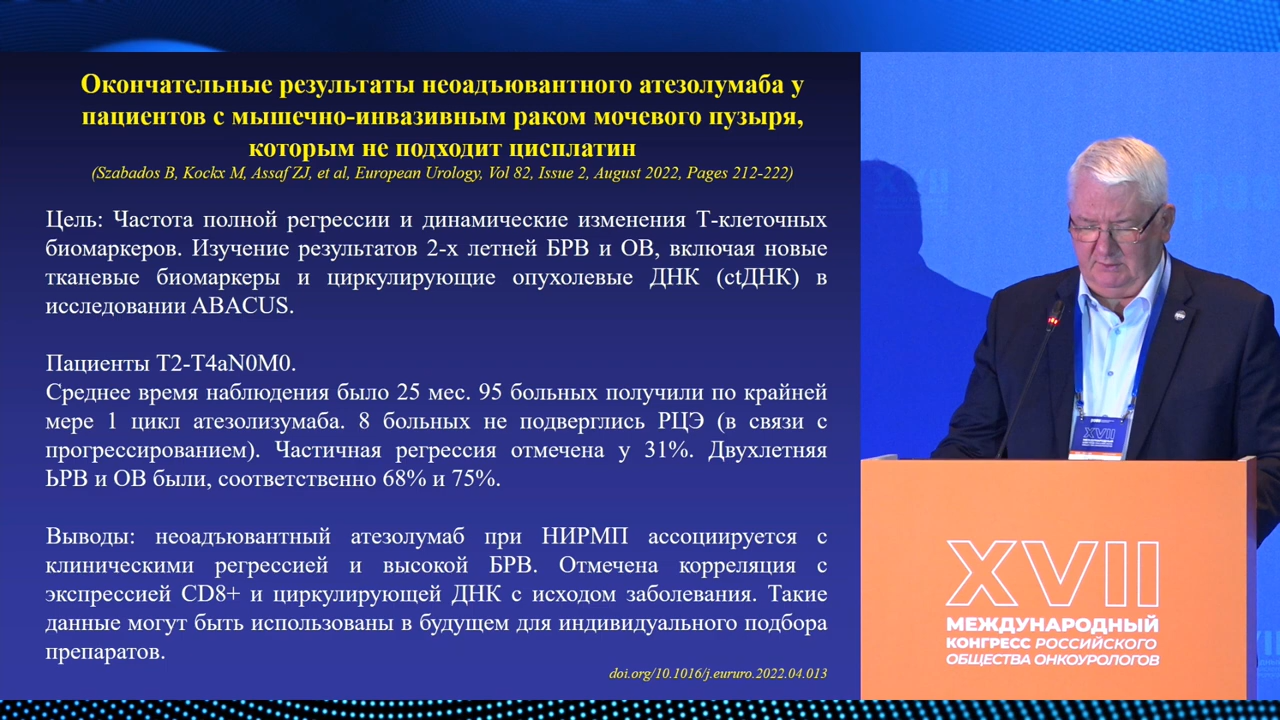 Окончательные результаты неоадъювантного атезолумаба у
пациентов с мышечно-инвазивным раком мочевого пузыря,
которым не подходит цисплатин
(Szabados B, Kockx M, Assaf ZJ, et al, European Urology, Vol 82, Issue 2, August 2022, Pages 212-222)
Цель: Частота полной регрессии и динамические изменения Т-клеточных
биомаркеров. Изучение результатов 2-х летней БРВ и ОВ, включая новые
тканевые биомаркеры и циркулирующие опухолевые ДНК (ctДНК) в
исследовании ABACUS.
Пациенты T2-T4aN0M0.
Среднее время наблюдения было 25 мес. 95 больных получили по крайней
мере 1 цикл атезолизумаба. 8 больных не подверглись РЦЭ (в связи с
прогрессированием). Частичная регрессия отмечена у 31%. Двухлетняя
БРВ и ОВ были, соответственно 68% и 75%.
Выводы: неоадъювантный атезолумаб при НИРМП ассоциируется с
клиническими регрессией и высокой БРВ. Отмечена корреляция с
экспрессией CD8+ и циркулирующей ДНК с исходом заболевания. Такие
данные могут быть использованы в будущем для индивидуального подбора
препаратов.
doi.org/10.1016/j.eururo.2022.04.013
XVII
XVII
МЕЖДУНАРОДНЫЙ
КОНГРЕСС РОССИЙСКОГО
ОБЩЕСТВА ОНКОУРОЛОГОВ